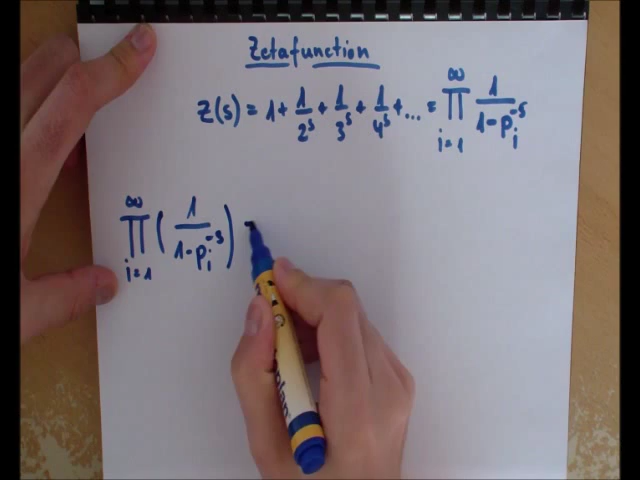 Zetafunction
Z(s) = 1 + 1/2^s + 1/3^s + 1/4^s + ... = ∏_{i=1}^{∞} 1/(1-p_i^{-s})
∏_{i=1}^{∞} ( 1/(1-p_i^{-s}) )